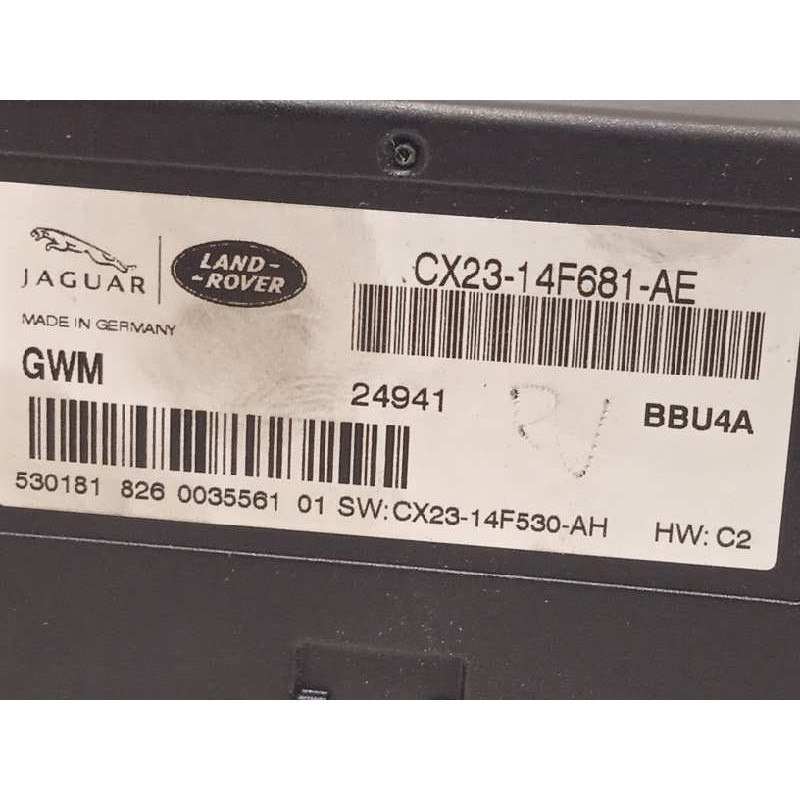 JAGUAR
LAND-
-ROVER
CX23-14F681-AE
MADE IN GERMANY
GWM
24941
BBU4A
530181 826 0035561 01 SW:CX23-14F530-AH HW: C2